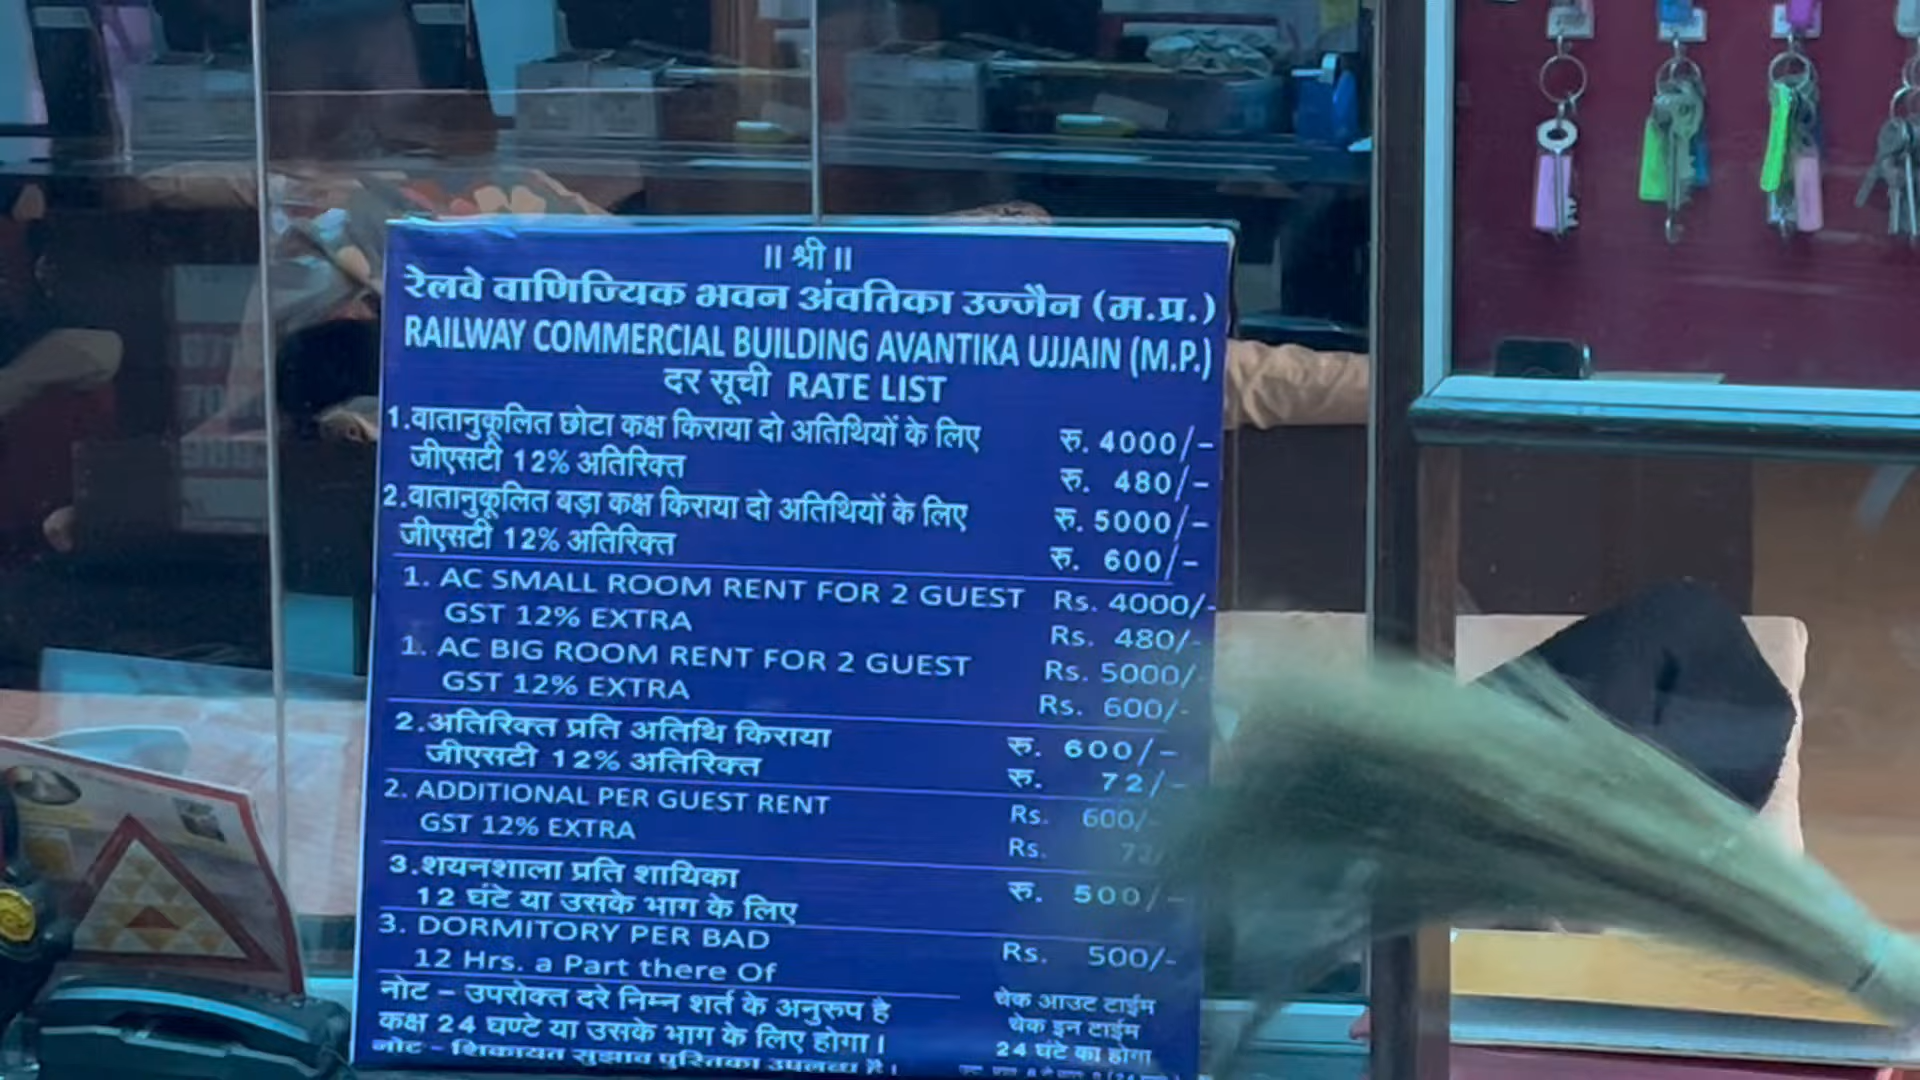 ॥ श्री ॥
रेलवे वाणिज्यिक भवन अंवतिका उज्जैन (म.प्र.)
RAILWAY COMMERCIAL BUILDING AVANTIKA UJJAIN (M.P.)
दर सूची RATE LIST
1.वातानुकूलित छोटा कक्ष किराया दो अतिथियों के लिए रु. 4000/-
जीएसटी 12% अतिरिक्त रु. 480/-
2.वातानुकूलित बड़ा कक्ष किराया दो अतिथियों के लिए रु. 5000/-
जीएसटी 12% अतिरिक्त रु. 600/-
1. AC SMALL ROOM RENT FOR 2 GUEST Rs. 4000/-
GST 12% EXTRA Rs. 480/-
1. AC BIG ROOM RENT FOR 2 GUEST Rs. 5000/-
GST 12% EXTRA Rs. 600/-
2.अतिरिक्त प्रति अतिथि किराया रु. 600/-
जीएसटी 12% अतिरिक्त रु. 72/-
2. ADDITIONAL PER GUEST RENT Rs. 600/-
GST 12% EXTRA Rs. 72/
3.शयनशाला प्रति शायिका रु. 500/-
12 घंटे या उसके भाग के लिए
3. DORMITORY PER BAD Rs. 500/-
12 Hrs. a Part there Of
नोट – उपरोक्त दरे निम्न शर्त के अनुरुप है
कक्ष 24 घण्टे या उसके भाग के लिए होगा।
नोट – शिकायत सुझाव पुस्तिका उपलब्ध है।
चेक आउट टाईम
चेक इन टाईम
24 घंटे का होगा